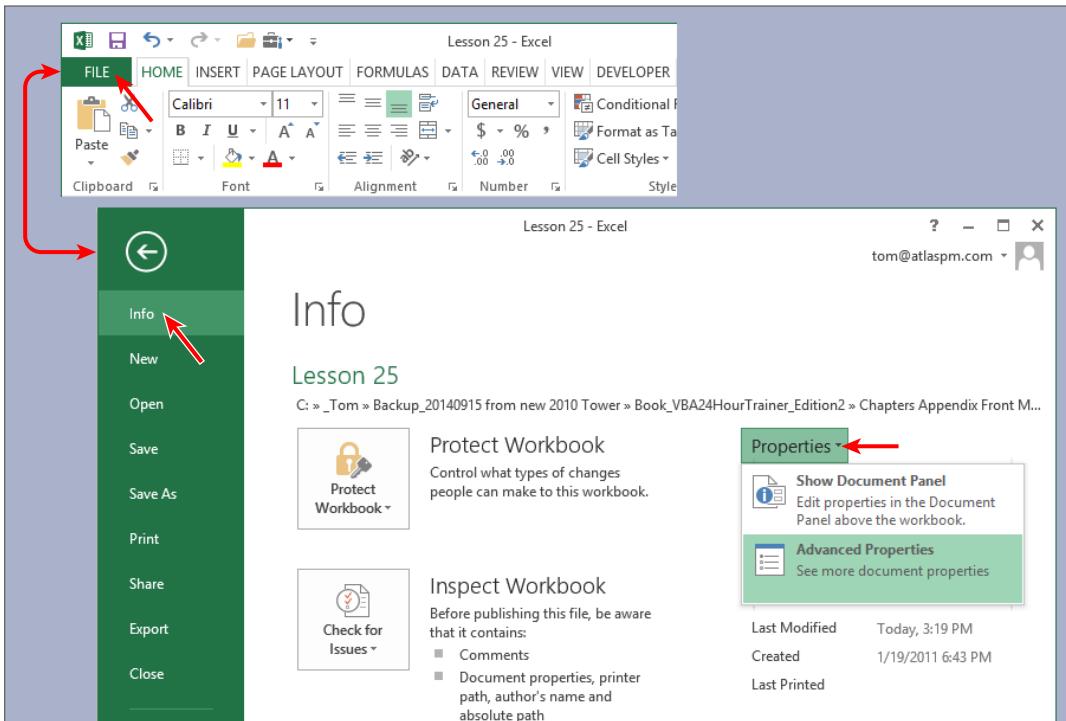 Lesson 25 - Excel
FILE HOME INSERT PAGE LAYOUT FORMULAS DATA REVIEW VIEW DEVELOPER
Calibri 11 General Conditional F
Paste B I U A A $ % , Format as Ta
A .00 .00 Cell Styles
Clipboard Font Alignment Number Style
Lesson 25 - Excel ?
tom@atlaspm.com
Info
Info
New
Lesson 25
Open
C: » _Tom » Backup_20140915 from new 2010 Tower » Book_VBA24HourTrainer_Edition2 » Chapters Appendix Front M...
Save
Save As
Print
Share
Export
Close
Protect
Workbook
Protect Workbook
Control what types of changes
people can make to this workbook.
Properties
Show Document Panel
Edit properties in the Document
Panel above the workbook.
Advanced Properties
See more document properties
Check for
Issues
Inspect Workbook
Before publishing this file, be aware
that it contains:
Comments
Document properties, printer
path, author's name and
absolute path
Last Modified Today, 3:19 PM
Created 1/19/2011 6:43 PM
Last Printed